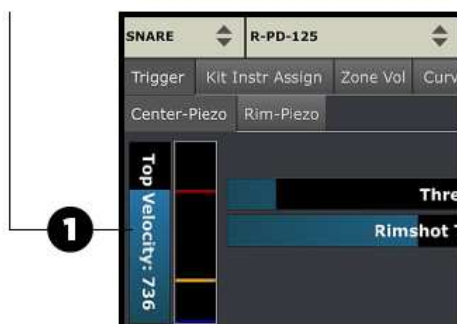 SNARE R-PD-125
Trigger Kit Instr Assign Zone Vol Curv
Center-Piezo Rim-Piezo
Top Velocity: 736
Thre
Rimshot T
1